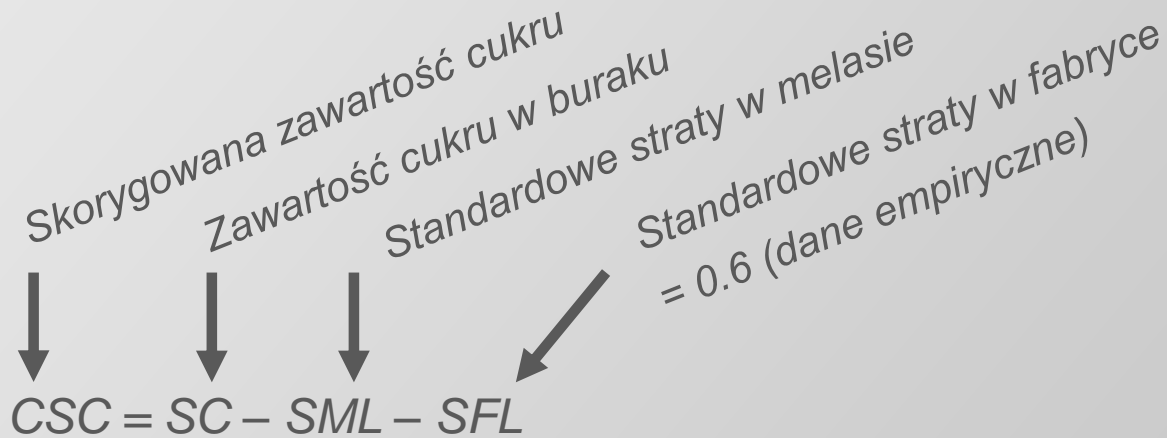 Skorygowana zawartość cukru
Zawartość cukru w buraku
Standardowe straty w melasie
Standardowe straty w fabryce
= 0.6 (dane empiryczne)
CSC = SC – SML – SFL